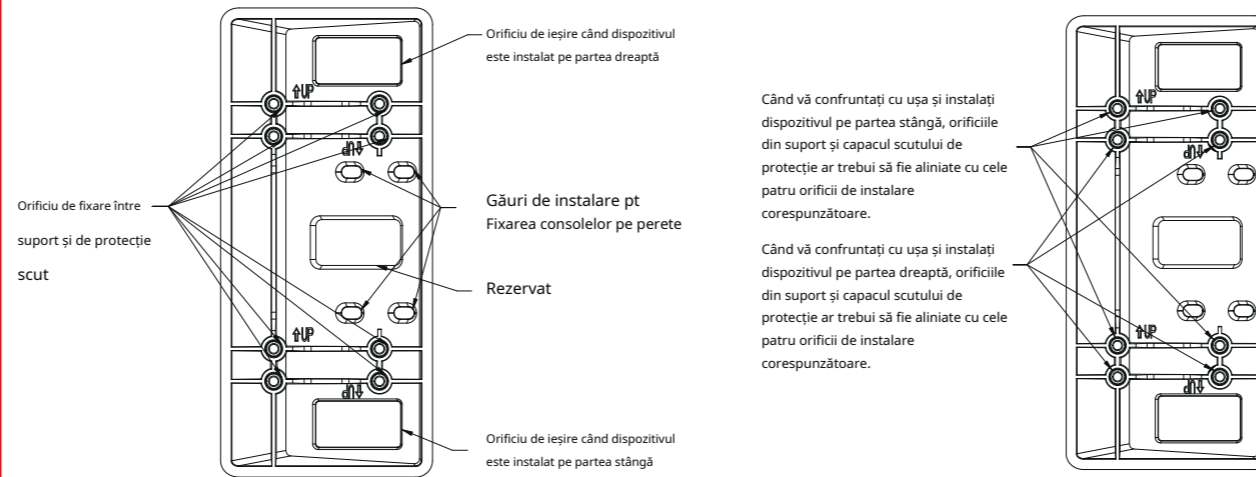 Orificiu de ieșire când dispozitivul
este instalat pe partea dreaptă
UP
UP
Orificiu de fixare între
suport și de protecție
scut
Găuri de instalare pt
Fixarea consolelor pe perete
Rezervat
UP
UP
Orificiu de ieșire când dispozitivul
este instalat pe partea stângă
Când vă confruntați cu ușa și instalați
dispozitivul pe partea stângă, orificiile
din suport și capacul scutului de
protecție ar trebui să fie aliniate cu cele
patru orificii de instalare
corespunzătoare.
Când vă confruntați cu ușa și instalați
dispozitivul pe partea dreaptă, orificiile
din suport și capacul scutului de
protecție ar trebui să fie aliniate cu cele
patru orificii de instalare
corespunzătoare.
UP
UP
UP
UP